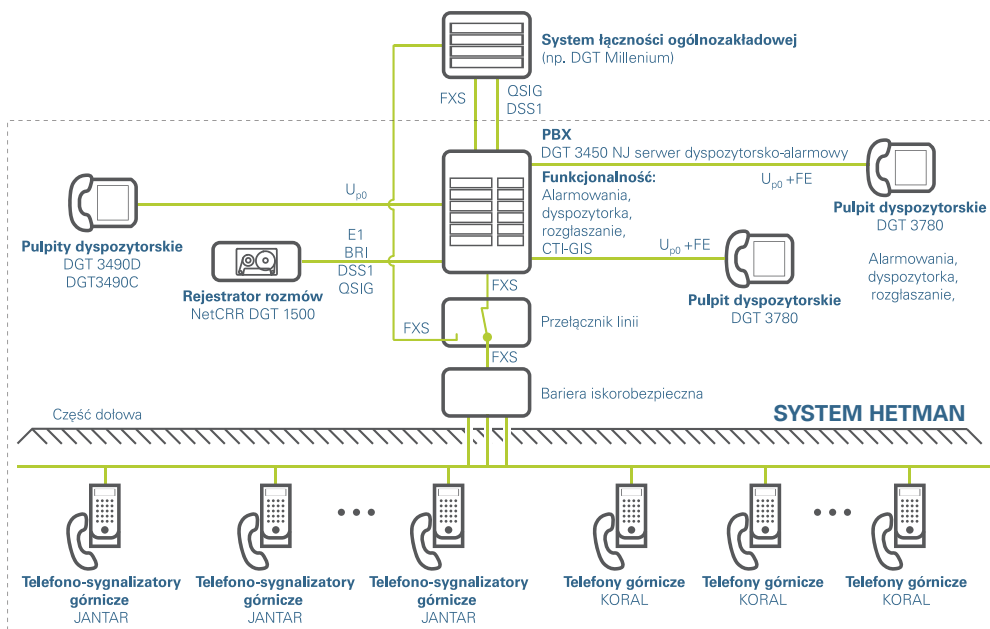 System łączności ogólnozakładowej
(np. DGT Millenium)
FXS
QSIG
DSS1
PBX
DGT 3450 NJ serwer dyspozytorsko-alarmowy
Funkcjonalność:
Alarmowania,
dyspozytorka,
rozgłaszanie,
CTI-GIS
Up0
Up0 +FE
Up0 +FE
Pulpity dyspozytorskie
DGT 3490D
DGT3490C
E1
BRI
DSS1
QSIG
Rejestrator rozmów
NetCRR DGT 1500
Pulpit dyspozytorskie
DGT 3780
Alarmowania,
dyspozytorka,
rozgłaszanie,
Pulpit dyspozytorskie
DGT 3780
FXS
FXS
Przełącznik linii
FXS
Bariera iskorobezpieczna
Część dołowa
SYSTEM HETMAN
Telefono-sygnalizatory
górnicze
JANTAR
Telefono-sygnalizatory
górnicze
JANTAR
Telefono-sygnalizatory
górnicze
JANTAR
Telefony górnicze
KORAL
Telefony górnicze
KORAL
Telefony górnicze
KORAL